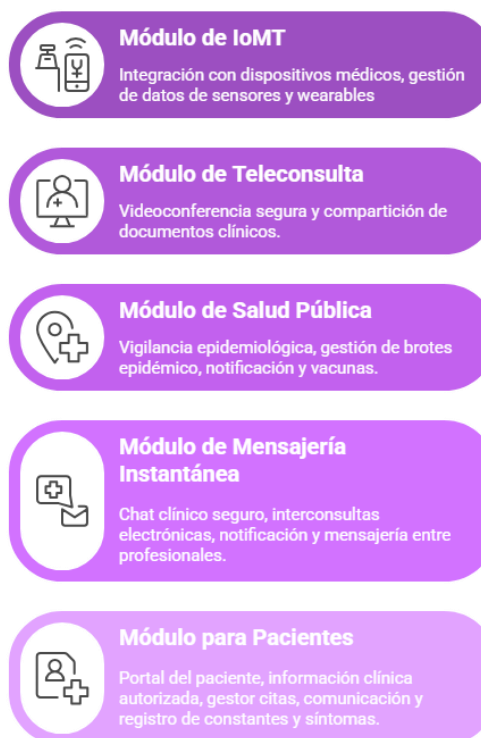 Módulo de IoMT
Integración con dispositivos médicos, gestión
de datos de sensores y wearables
Módulo de Teleconsulta
Videoconferencia segura y compartición de
documentos clínicos.
Módulo de Salud Pública
Vigilancia epidemiológica, gestión de brotes
epidémico, notificación y vacunas.
Módulo de Mensajería
Instantánea
Chat clínico seguro, interconsultas
electrónicas, notificación y mensajería entre
profesionales.
Módulo para Pacientes
Portal del paciente, información clínica
autorizada, gestor citas, comunicación y
registro de constantes y síntomas.